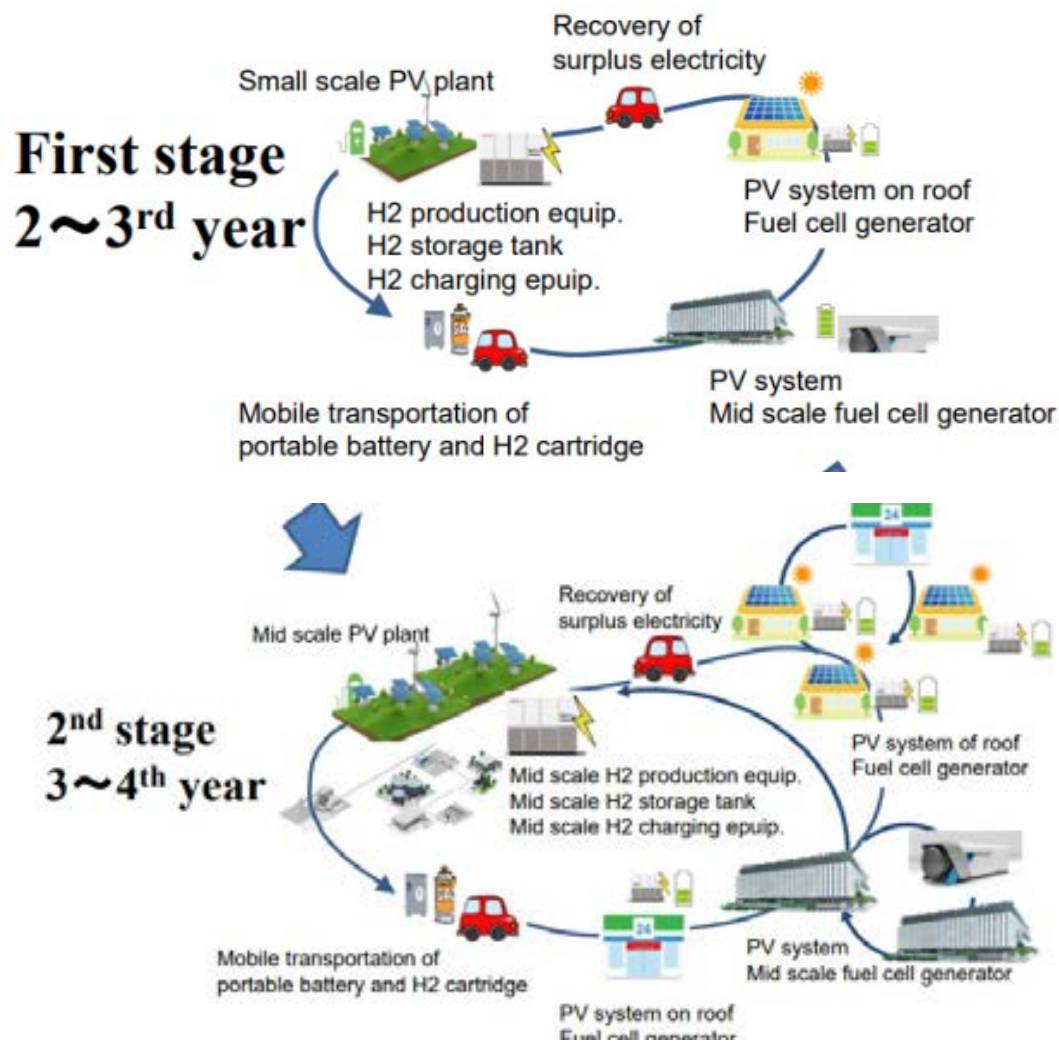 Recovery of
surplus electricity
Small scale PV plant
First stage
2～3rd year
H2 production equip.
H2 storage tank
H2 charging epuip.
PV system on roof
Fuel cell generator
Mobile transportation of
portable battery and H2 cartridge
PV system
Mid scale fuel cell generator
24
Recovery of
surplus electricity
Mid scale PV plant
2nd stage
3～4th year
Mid scale H2 production equip.
Mid scale H2 storage tank
Mid scale H2 charging epuip.
PV system of roof
Fuel cell generator
24
Mobile transportation of
portable battery and H2 cartridge
PV system
Mid scale fuel cell generator
PV system on roof
Fuel cell generator